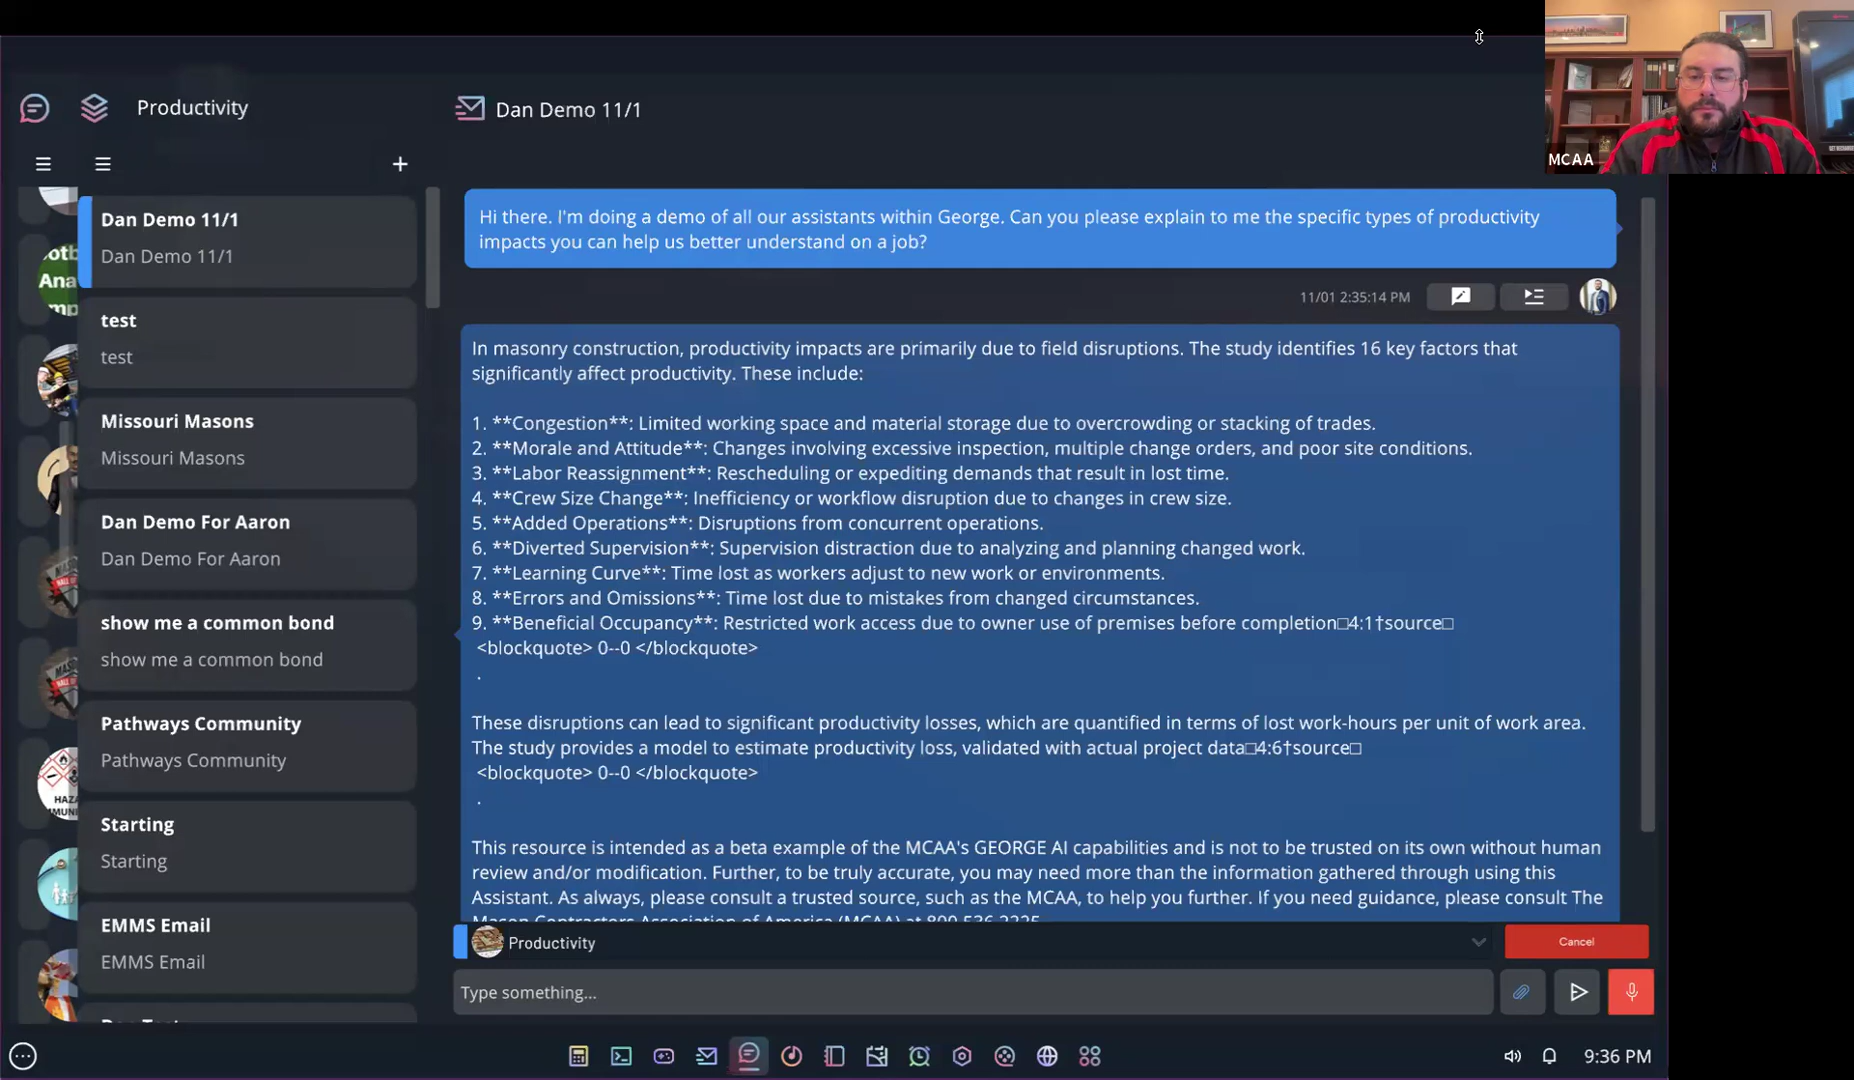 Productivity
Dan Demo 11/1
MCAA
Dan Demo 11/1
Dan Demo 11/1
test
test
Missouri Masons
Missouri Masons
Dan Demo For Aaron
Dan Demo For Aaron
show me a common bond
show me a common bond
Pathways Community
Pathways Community
Starting
Starting
EMMS Email
EMMS Email
Hi there. I'm doing a demo of all our assistants within George. Can you please explain to me the specific types of productivity
impacts you can help us better understand on a job?
11/01 2:35:14 PM
In masonry construction, productivity impacts are primarily due to field disruptions. The study identifies 16 key factors that
significantly affect productivity. These include:
1. **Congestion**: Limited working space and material storage due to overcrowding or stacking of trades.
2. **Morale and Attitude**: Changes involving excessive inspection, multiple change orders, and poor site conditions.
3. **Labor Reassignment**: Rescheduling or expediting demands that result in lost time.
4. **Crew Size Change**: Inefficiency or workflow disruption due to changes in crew size.
5. **Added Operations**: Disruptions from concurrent operations.
6. **Diverted Supervision**: Supervision distraction due to analyzing and planning changed work.
7. **Learning Curve**: Time lost as workers adjust to new work or environments.
8. **Errors and Omissions**: Time lost due to mistakes from changed circumstances.
9. **Beneficial Occupancy**: Restricted work access due to owner use of premises before completion□4:1†source□
<blockquote> 0--0 </blockquote>
.
These disruptions can lead to significant productivity losses, which are quantified in terms of lost work-hours per unit of work area.
The study provides a model to estimate productivity loss, validated with actual project data□4:6†source□
<blockquote> 0--0 </blockquote>
.
This resource is intended as a beta example of the MCAA's GEORGE AI capabilities and is not to be trusted on its own without human
review and/or modification. Further, to be truly accurate, you may need more than the information gathered through using this
Assistant. As always, please consult a trusted source, such as the MCAA, to help you further. If you need guidance, please consult The
Mason Contractors Association of America (MCAA) at 800.536.2225
Productivity
Cancel
Type something...
9:36 PM